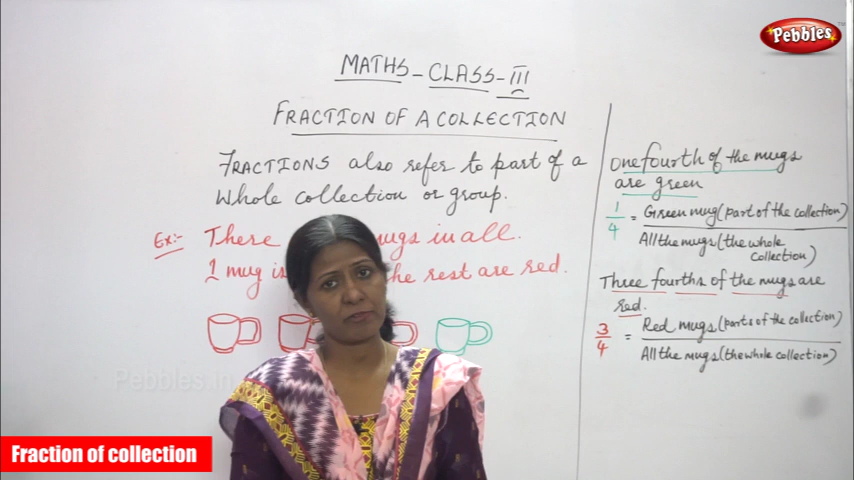 Pebbles
MATHS - CLASS - III
FRACTION OF A COLLECTION
FRACTIONS also refer to part of a
Whole collection or group.
Ex:- There mugs in all.
1 mug is the rest are red.
One fourth of the mugs
are green
1/4 = Green mug (part of the collection)
All the mugs (the whole
collection)
Three fourths of the mugs are
red.
3/4 = Red mugs (parts of the collection)
All the mugs (the whole collection)
Pebbles.in
Fraction of collection